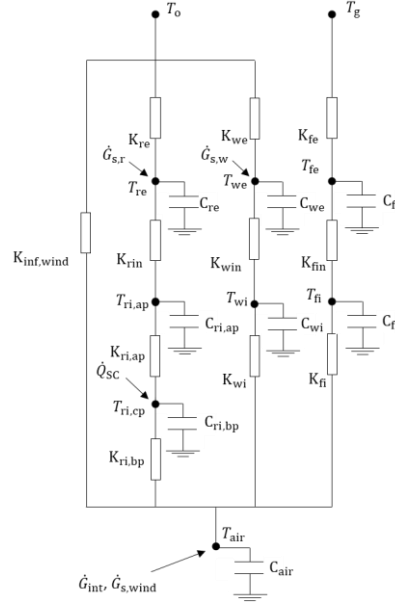 T_o T_g
K_re K_we K_fe
Ġ_s,r Ġ_s,w T_fe
T_re C_re T_we C_we C_f
K_inf,wind K_rin K_win K_fin
T_ri,ap T_wi T_fi
C_ri,ap C_wi C_f
K_ri,ap K_wi K_fi
Q̇_SC
T_ri,cp
C_ri,bp
K_ri,bp
T_air
C_air
Ġ_int, Ġ_s,wind